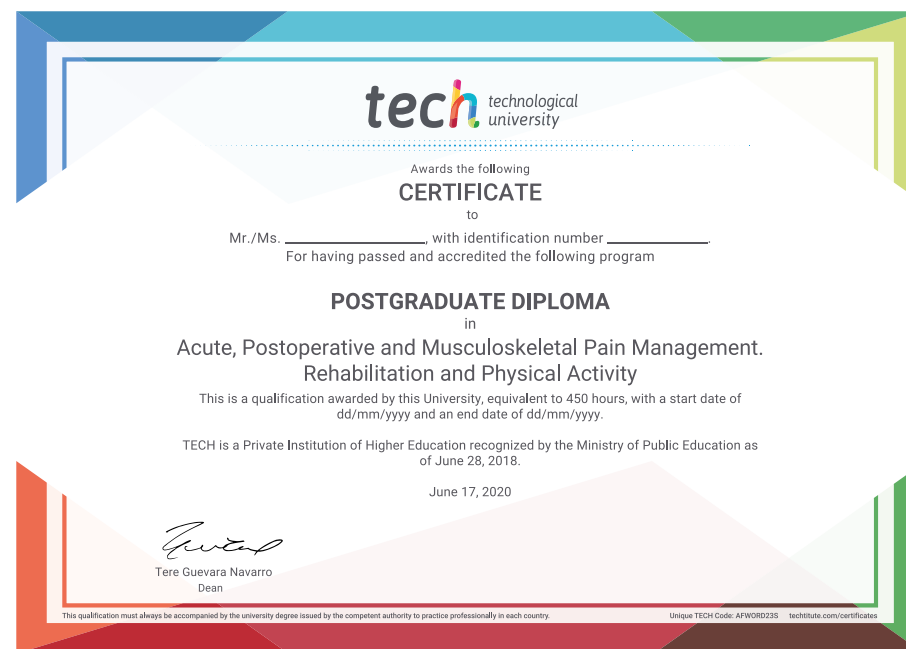 tech technological
university
Awards the following
CERTIFICATE
to
Mr./Ms. ____________________, with identification number ______________.
For having passed and accredited the following program
POSTGRADUATE DIPLOMA
in
Acute, Postoperative and Musculoskeletal Pain Management.
Rehabilitation and Physical Activity
This is a qualification awarded by this University, equivalent to 450 hours, with a start date of
dd/mm/yyyy and an end date of dd/mm/yyyy.
TECH is a Private Institution of Higher Education recognized by the Ministry of Public Education as
of June 28, 2018.
June 17, 2020
Tere Guevara Navarro
Dean
This qualification must always be accompanied by the university degree issued by the competent authority to practice professionally in each country. Unique TECH Code: AFWORD23S techtitute.com/certificates